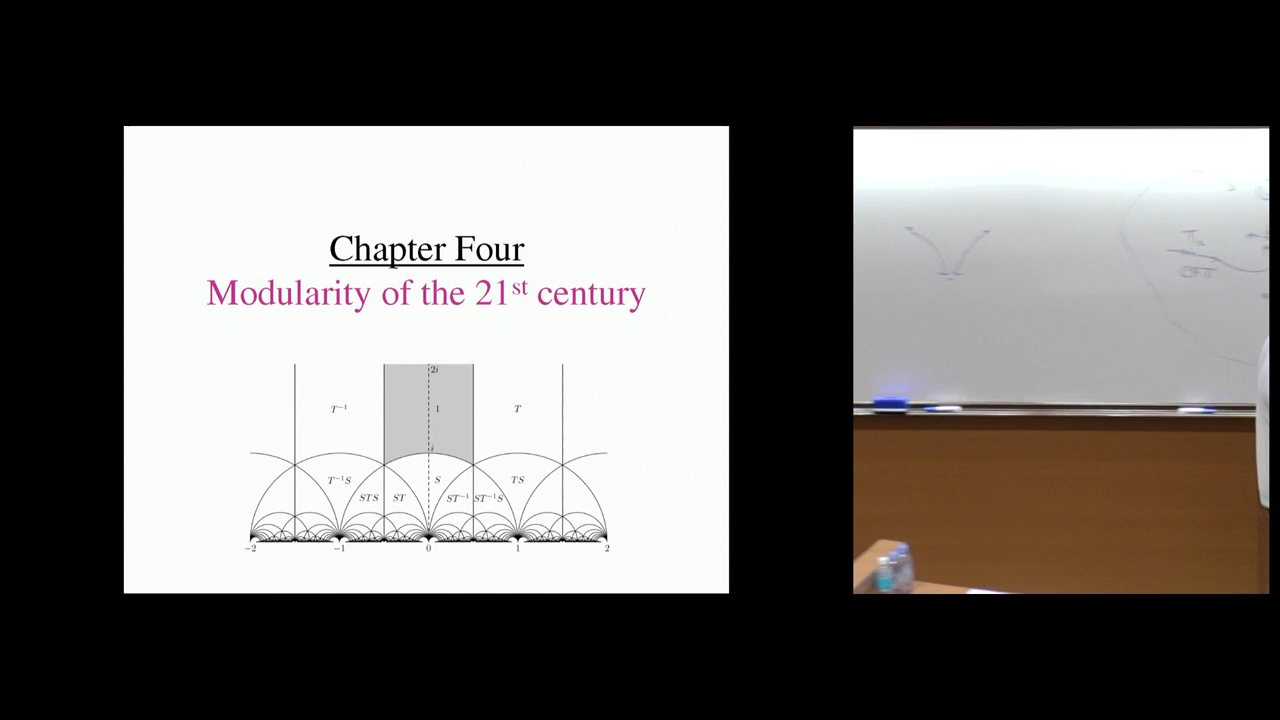 Chapter Four
Modularity of the 21st century
2i
T⁻¹ 1 T
i
T⁻¹S S TS
STS ST ST⁻¹ ST⁻¹S
−2 −1 0 1 2